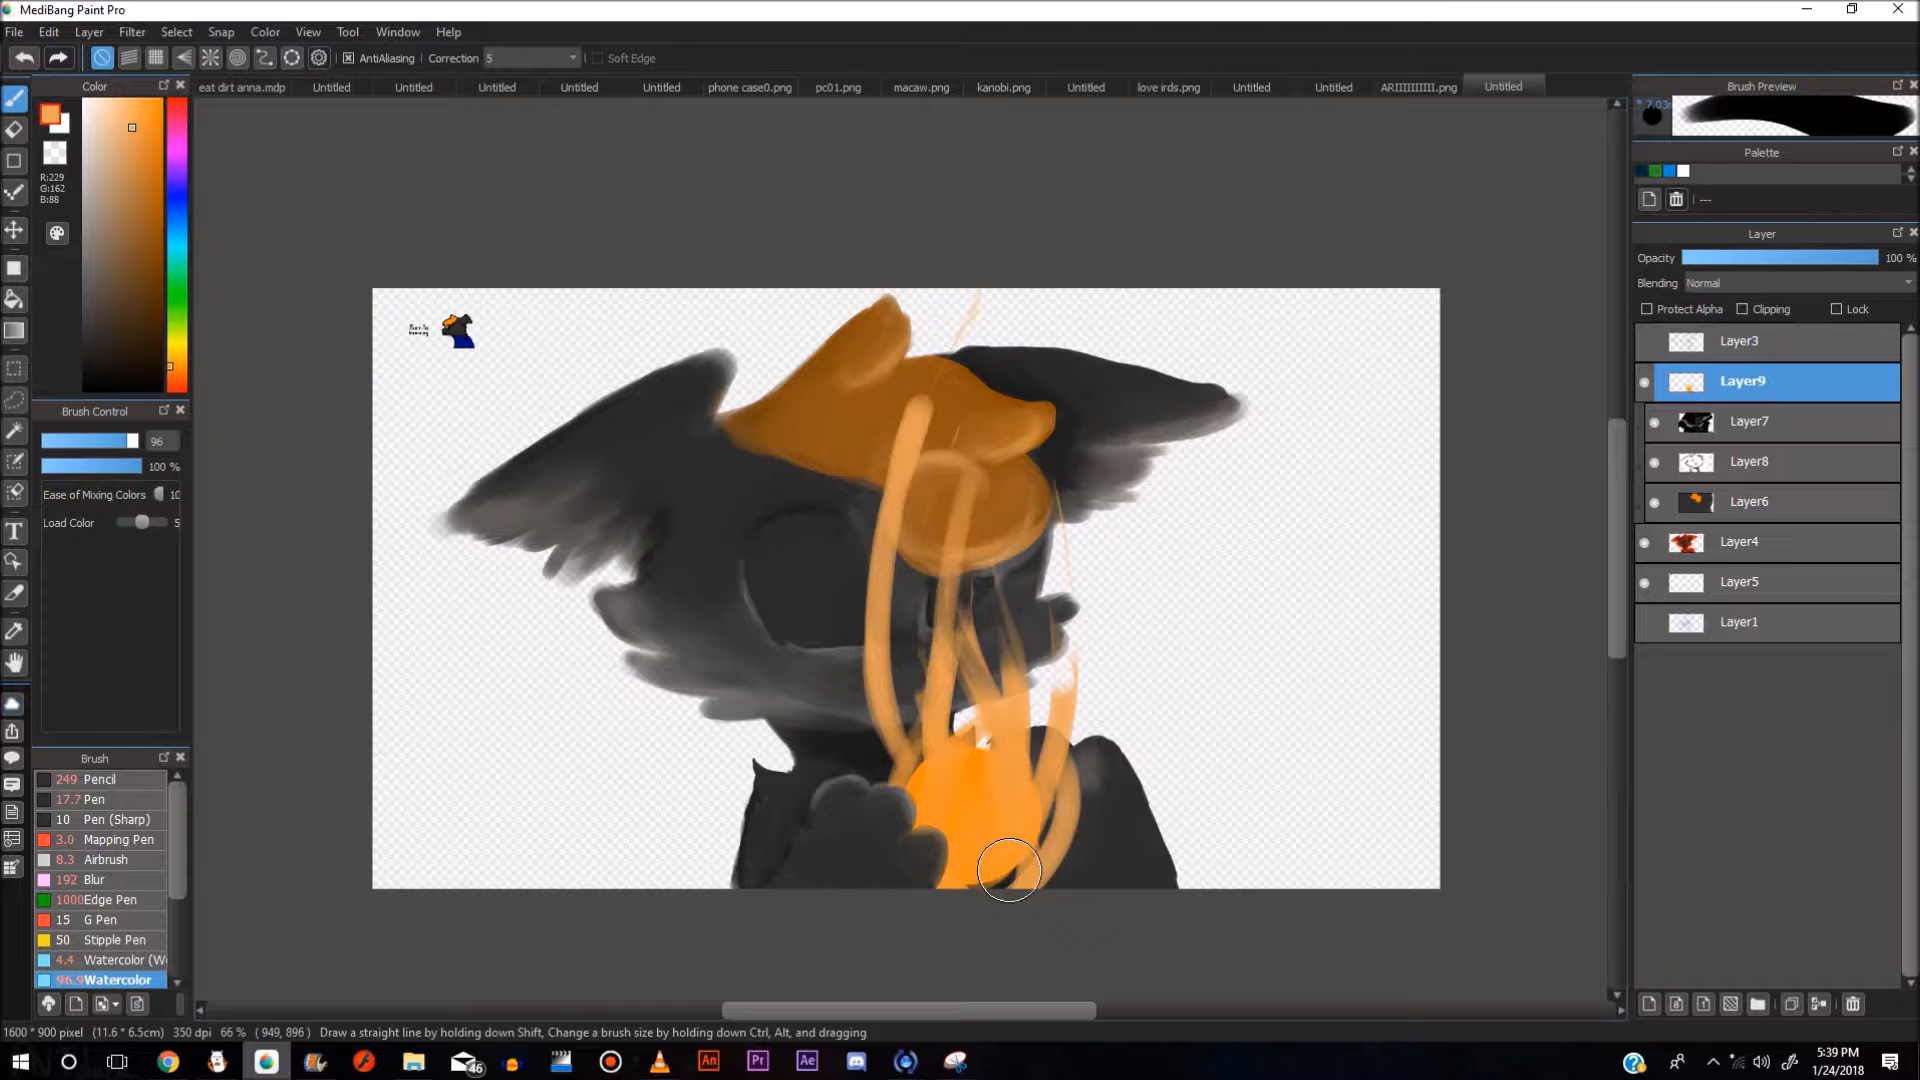 MediBang Paint Pro
File Edit Layer Filter Select Snap Color View Tool Window Help
AntiAliasing Correction 5 Soft Edge
Color eat dirt anna.mdp Untitled Untitled Untitled Untitled Untitled phone case0.png pc01.png macaw.png kanobi.png Untitled love irds.png Untitled Untitled ARIIIIIIIIII.png Untitled Brush Preview
* 7.03
Palette
R:229
G:162
B:88
---
Layer
Opacity 100 %
Blending Normal
Protect Alpha Clipping Lock
Layer3
Layer9
Brush Control
Layer7
96
Layer8
100 %
Ease of Mixing Colors 10
Layer6
Load Color 5
Layer4
Layer5
Layer1
Brush
249 Pencil
17.7 Pen
10 Pen (Sharp)
3.0 Mapping Pen
8.3 Airbrush
192 Blur
1000 Edge Pen
15 G Pen
50 Stipple Pen
4.4 Watercolor (W
96.9 Watercolor
1600 * 900 pixel (11.6 * 6.5cm) 350 dpi 66 % ( 949, 896 ) Draw a straight line by holding down Shift, Change a brush size by holding down Ctrl, Alt, and dragging
46 An Pr Ae
5:39 PM
1/24/2018